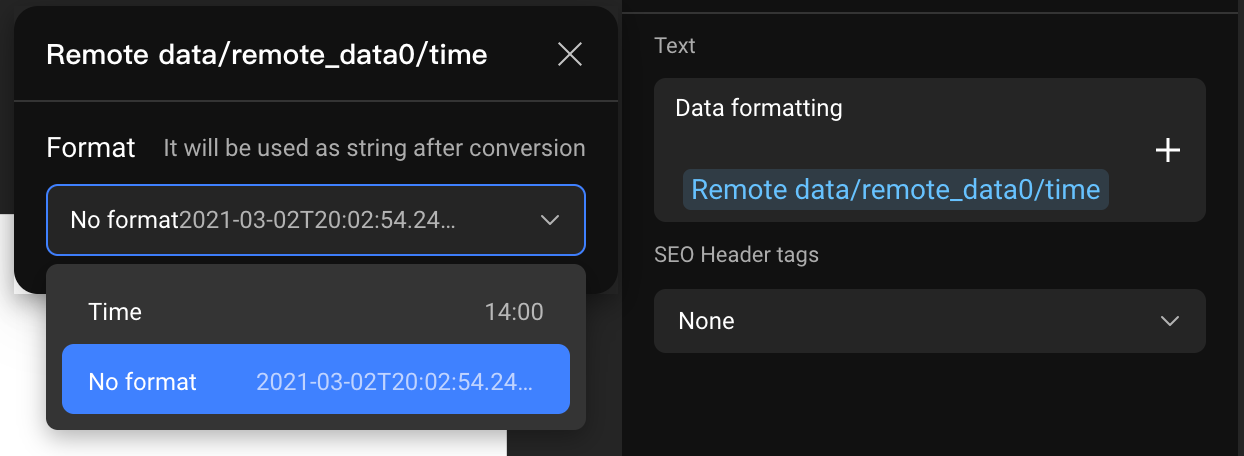 Remote data/remote_data0/time
Format It will be used as string after conversion
No format2021-03-02T20:02:54.24...
Time 14:00
No format 2021-03-02T20:02:54.24...
Text
Data formatting
Remote data/remote_data0/time
SEO Header tags
None